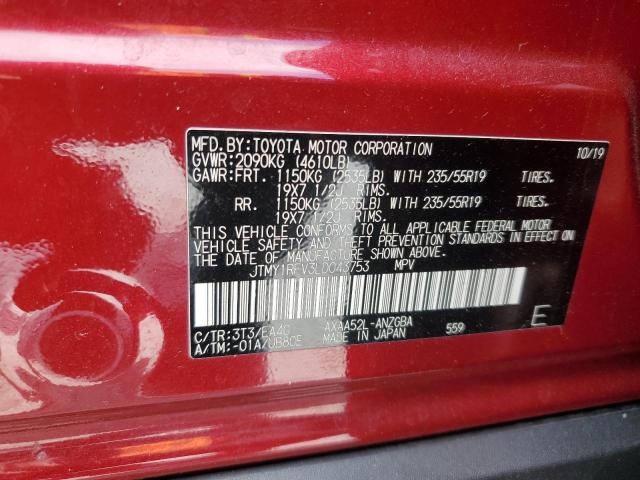 MFD. BY: TOYOTA MOTOR CORPORATION 10/19
GVWR: 2090KG (4610LB)
GAWR: FRT. 1150KG (2535LB) WITH 235/55R19 TIRES.
19X7 1/2J RIMS.
RR. 1150KG (2535LB) WITH 235/55R19 TIRES.
19X7 1/2J RIMS.
THIS VEHICLE CONFORMS TO ALL APPLICABLE FEDERAL MOTOR
VEHICLE SAFETY AND THEFT PREVENTION STANDARDS IN EFFECT ON
THE DATE OF MANUFACTURE SHOWN ABOVE.
JTMY1RFV3LD043753 MPV
C/TR: 3T3/EA40 AXAA52L-ANZGBA
A/TM: -01A/UB80E MADE IN JAPAN 559 E